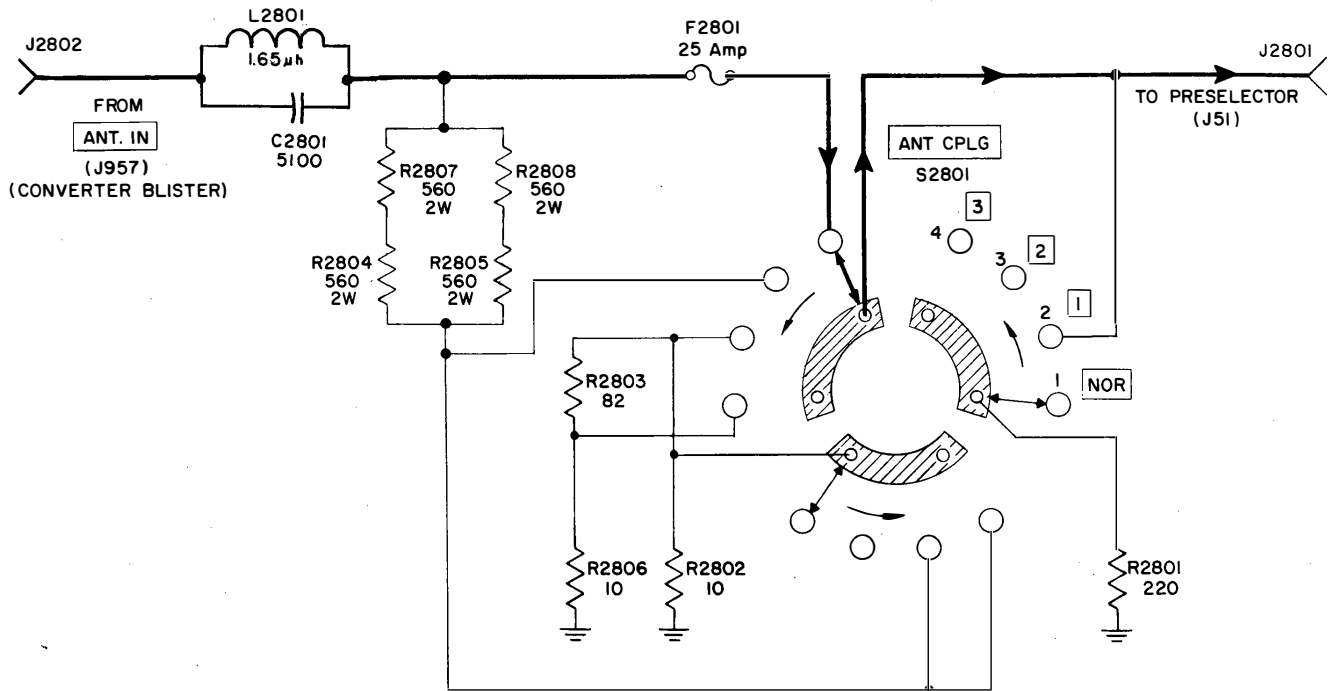 J2802
L2801
1.65 μh
C2801
5100
FROM
ANT. IN
(J957)
(CONVERTER BLISTER)
F2801
25 Amp
J2801
TO PRESELECTOR
(J51)
ANT CPLG
S2801
R2807
560
2W
R2808
560
2W
R2804
560
2W
R2805
560
2W
4
3
3
2
2
1
1
NOR
R2803
82
R2806
10
R2802
10
R2801
220